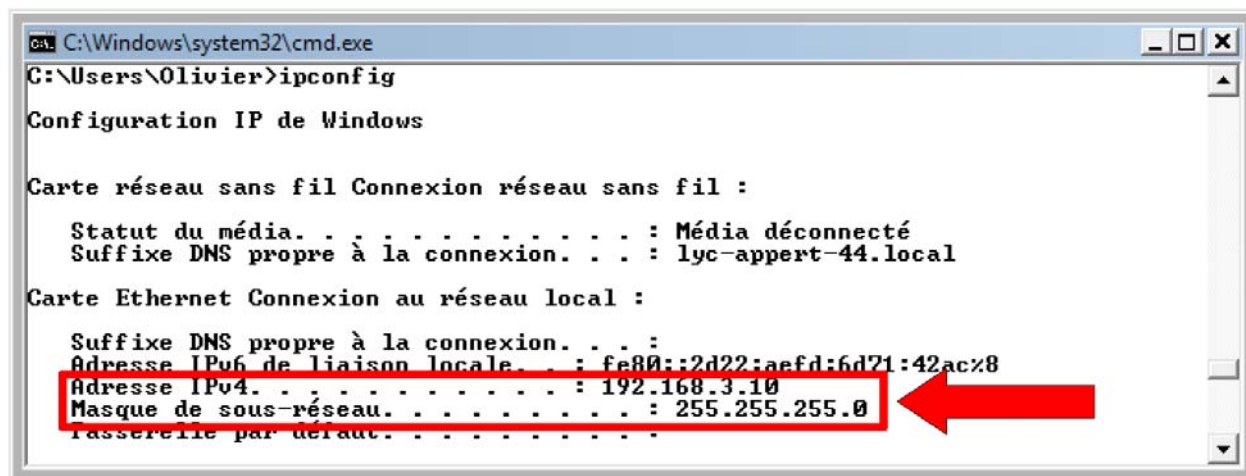 C:\Windows\system32\cmd.exe
C:\Users\Olivier>ipconfig
Configuration IP de Windows
Carte réseau sans fil Connexion réseau sans fil :
Statut du média. . . . . . . . . . . . : Média déconnecté
Suffixe DNS propre à la connexion. . . : lyc-appert-44.local
Carte Ethernet Connexion au réseau local :
Suffixe DNS propre à la connexion. . . :
Adresse IPv6 de liaison locale. . : fe80::2d22:aefd:6d71:42ac%8
Adresse IPv4. . . . . . . . . . . : 192.168.3.10
Masque de sous-réseau. . . . . . . . . : 255.255.255.0
Passerelle par défaut. . . . . . . . . :